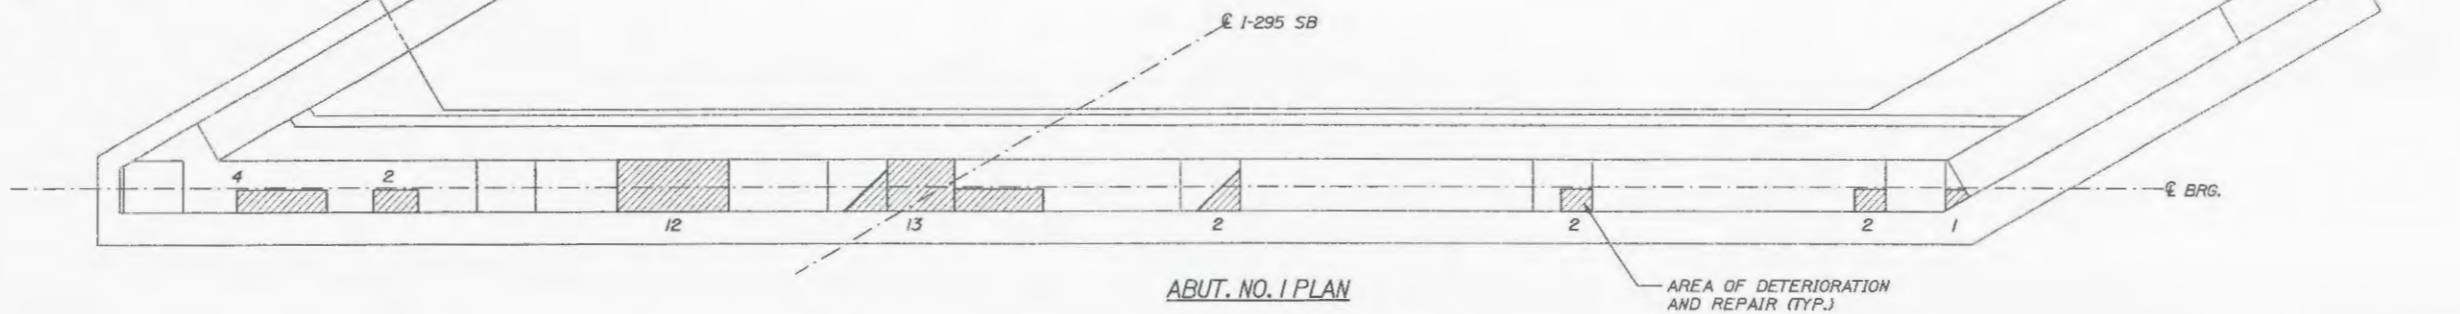 ℄ I-295 SB
4
2
℄ BRG.
12
13
2
2
2
1
ABUT. NO. 1 PLAN
AREA OF DETERIORATION
AND REPAIR (TYP.)